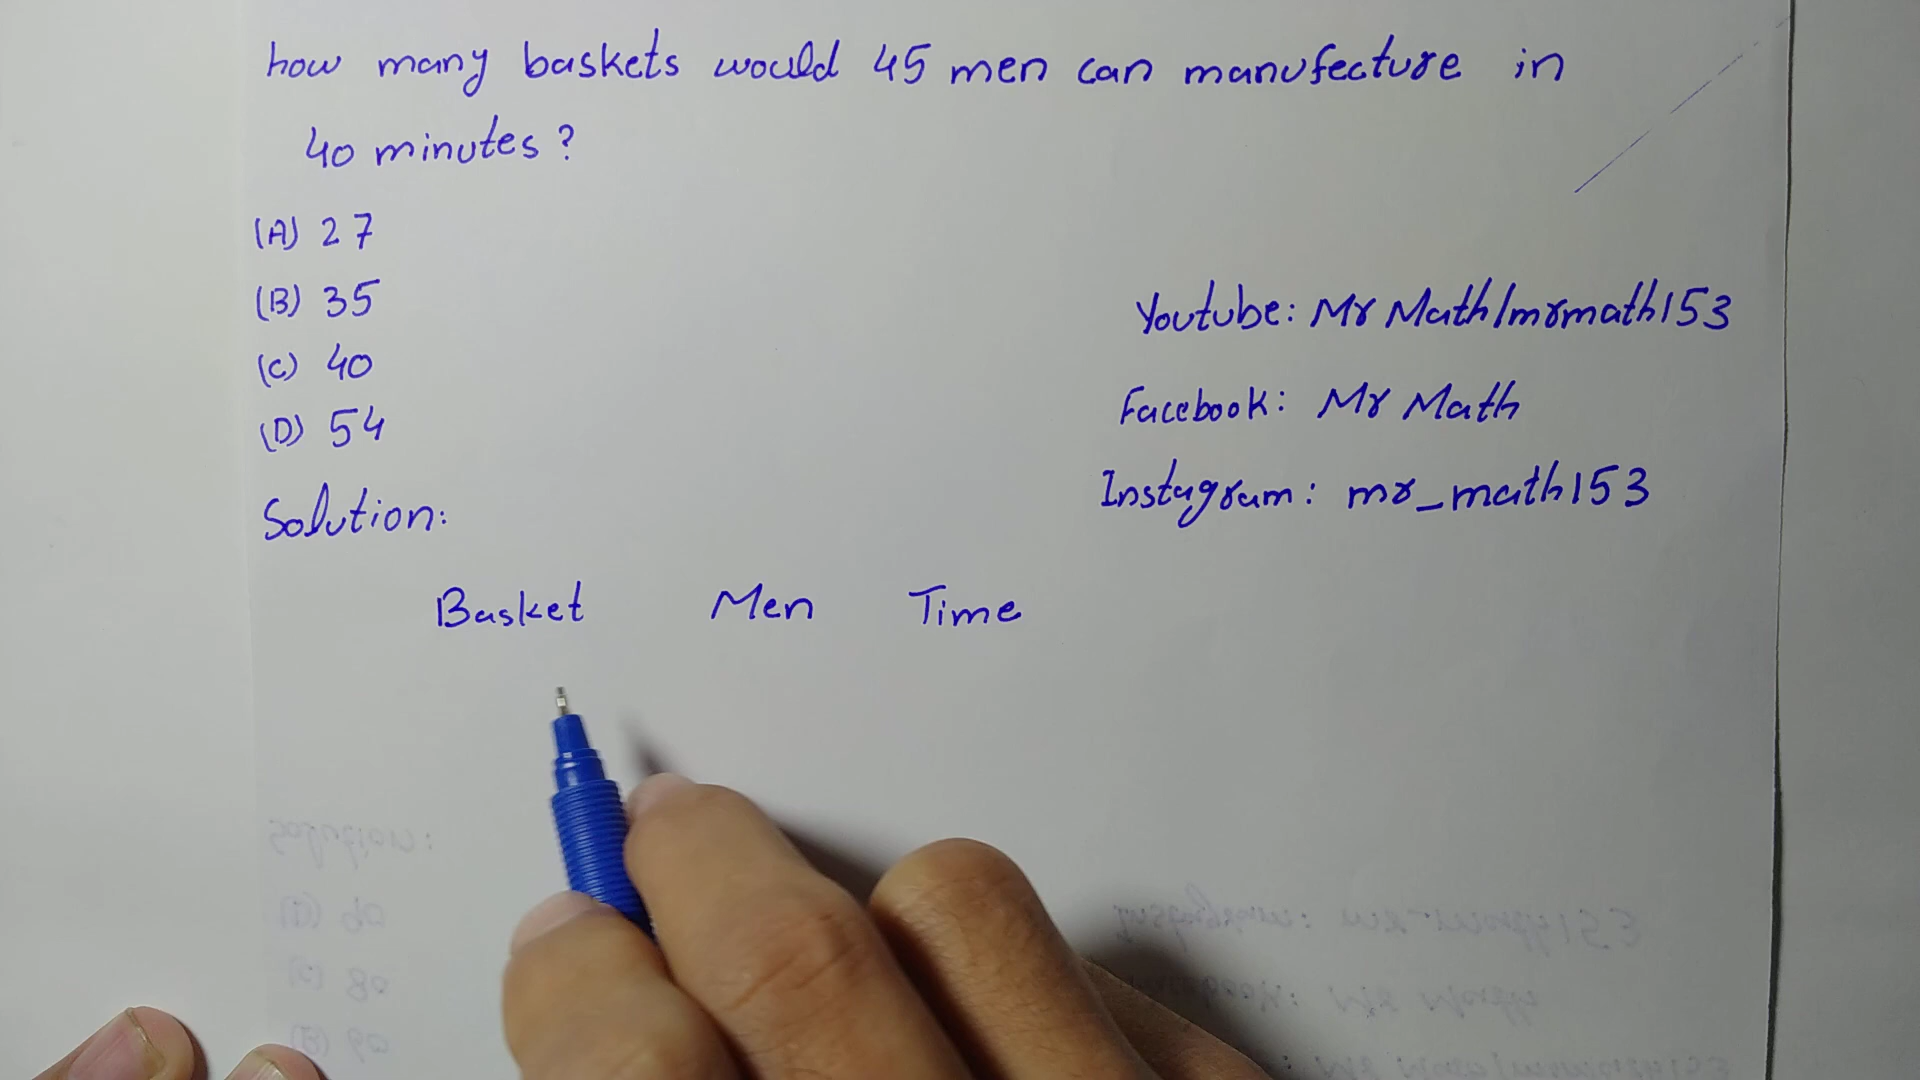 how many baskets would 45 men can manufecture in
40 minutes?
(A) 27
(B) 35
(C) 40
(D) 54
Youtube: Mr Math/mrmath153
Facebook: Mr Math
Instagram: mr_math153
Solution:
Basket Men Time